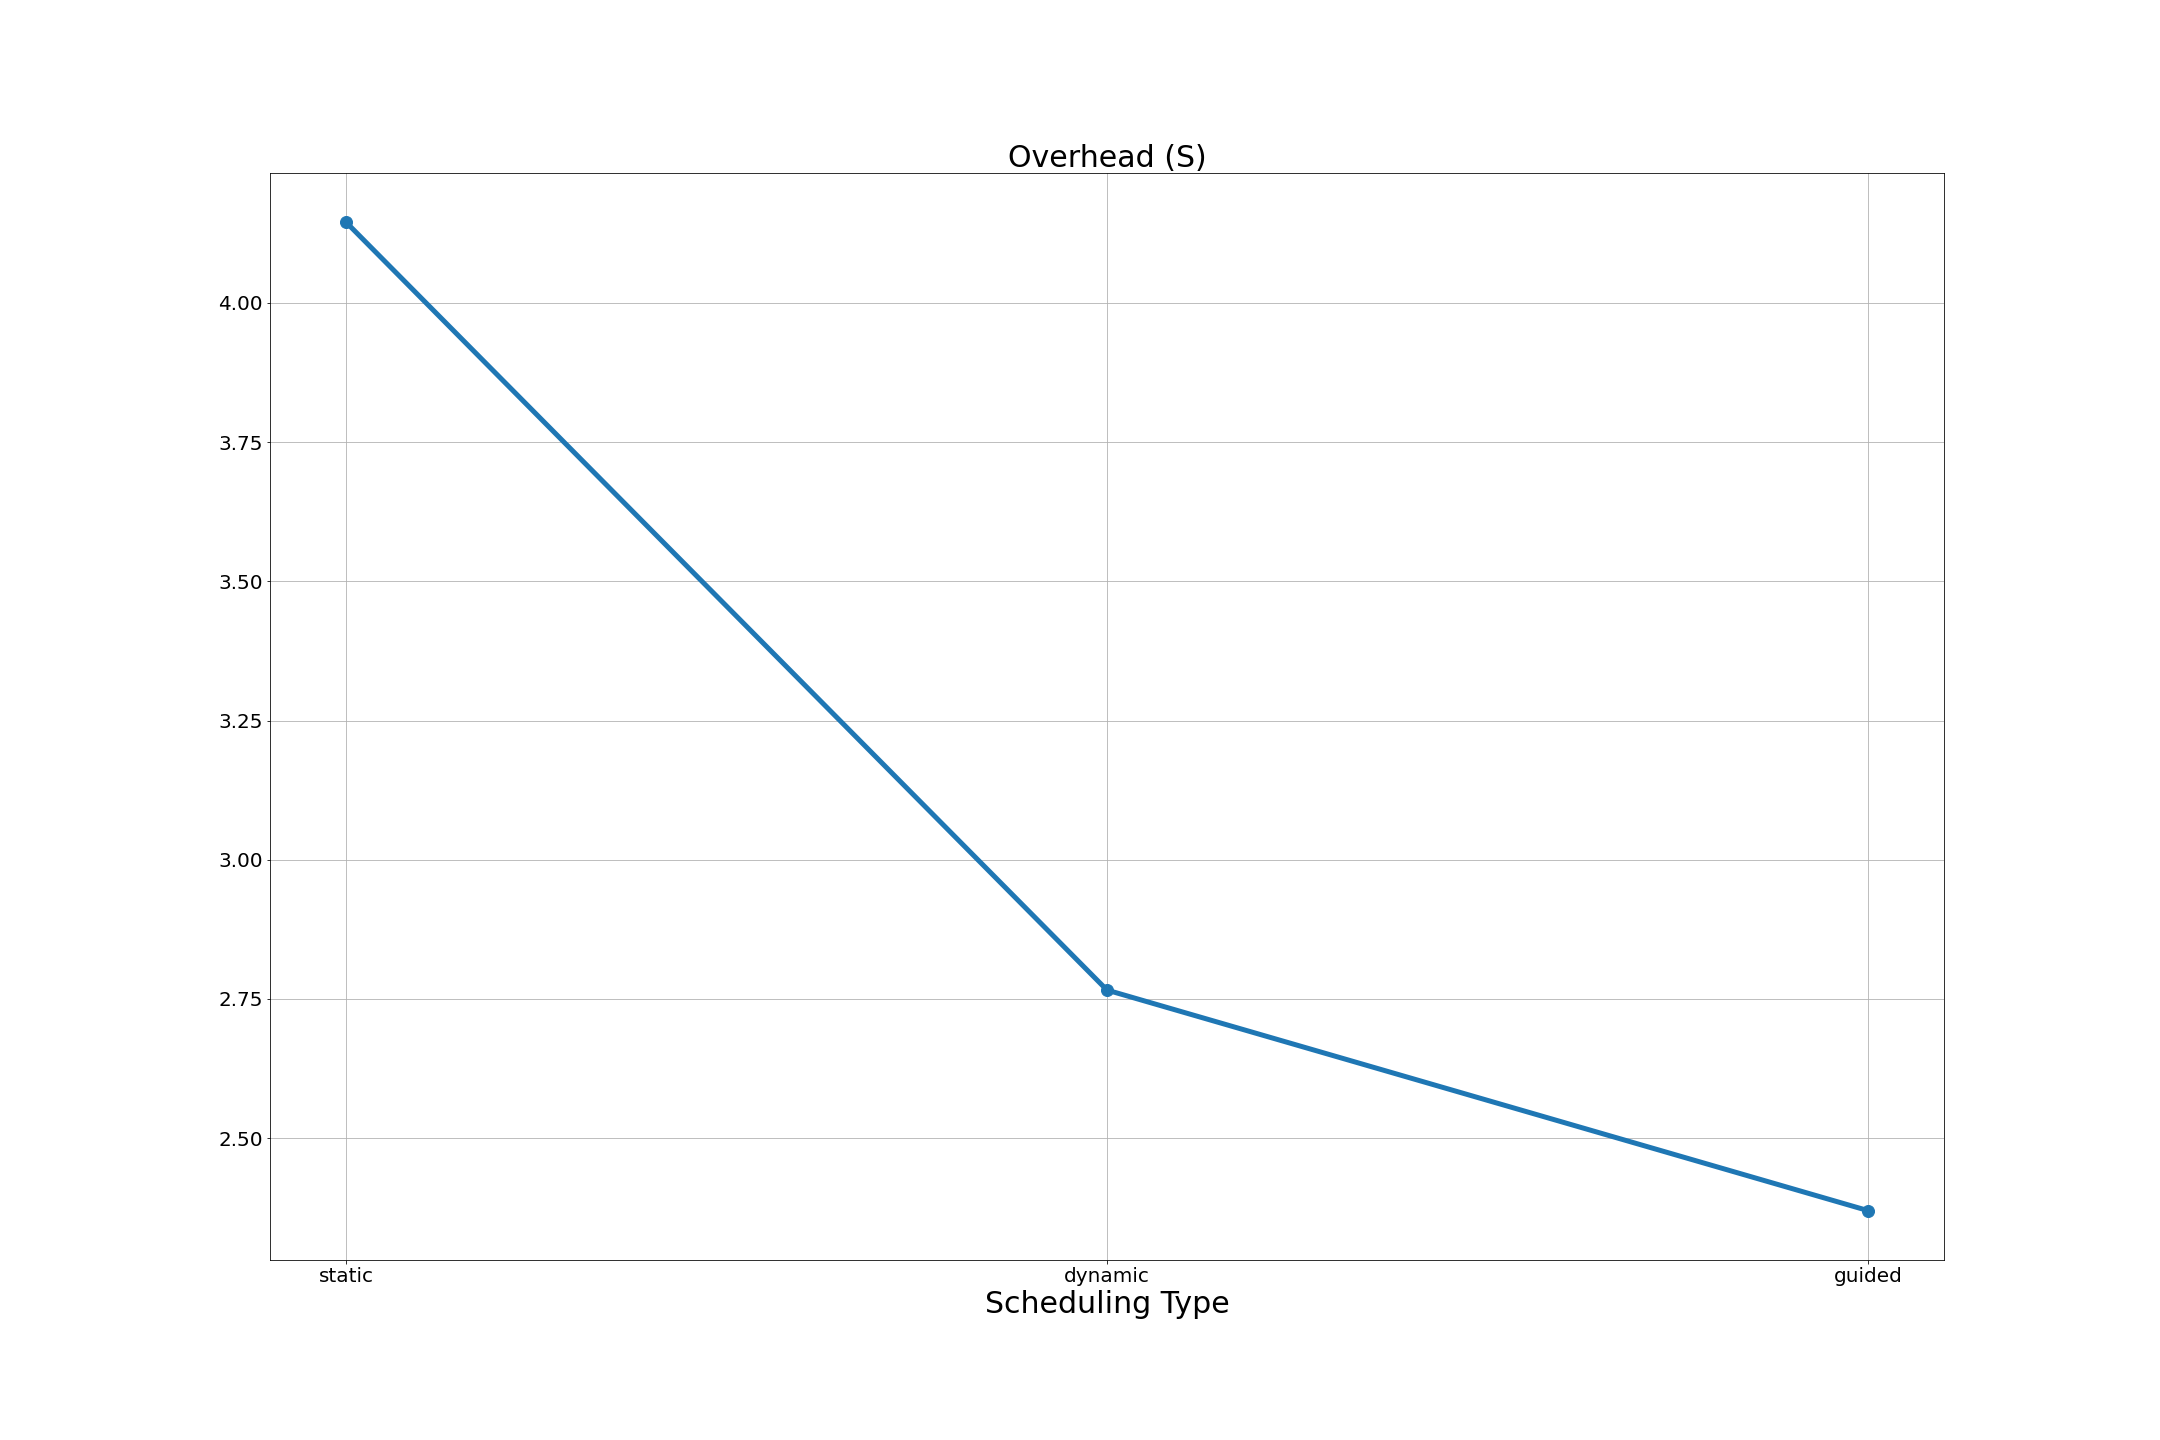 Overhead (S)
4.00
3.75
3.50
3.25
3.00
2.75
2.50
static dynamic guided
Scheduling Type